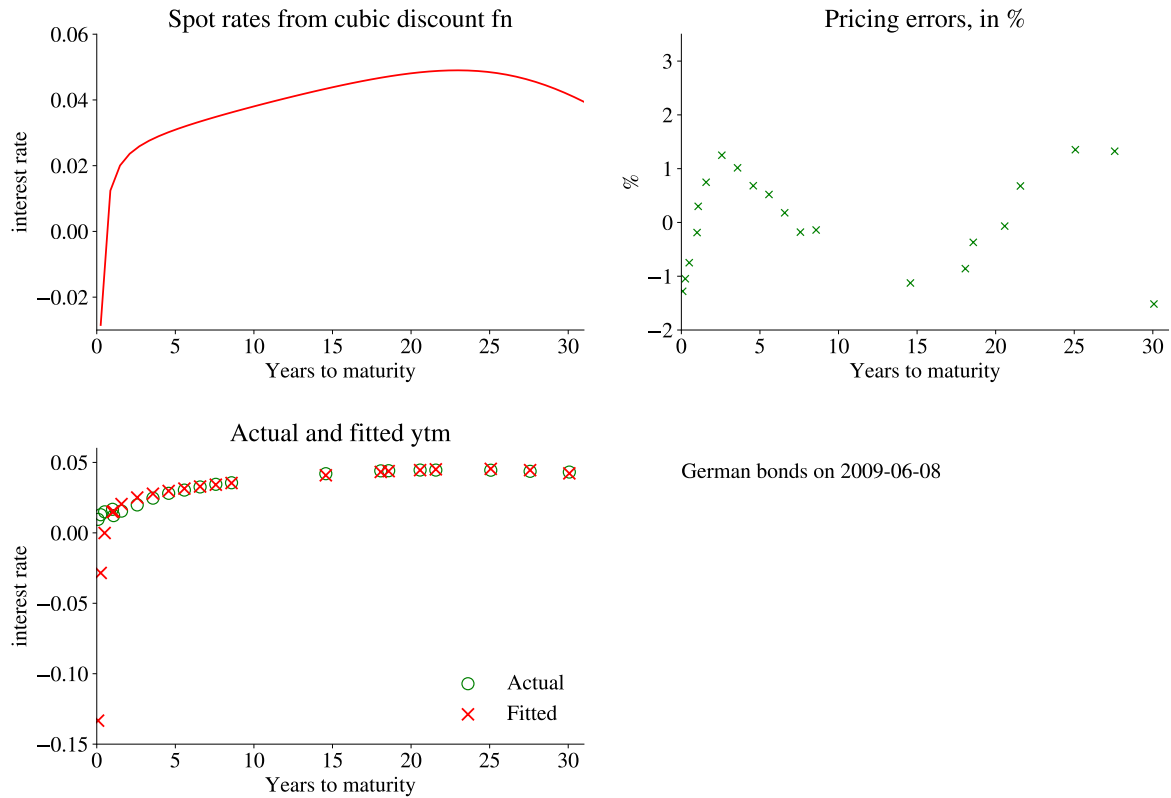 Spot rates from cubic discount fn
0.06
0.04
0.02
0.00
−0.02
interest rate
0 5 10 15 20 25 30
Years to maturity
Pricing errors, in %
3
2
1
0
−1
−2
%
0 5 10 15 20 25 30
Years to maturity
Actual and fitted ytm
0.05
0.00
−0.05
−0.10
−0.15
interest rate
Actual
Fitted
0 5 10 15 20 25 30
Years to maturity
German bonds on 2009-06-08